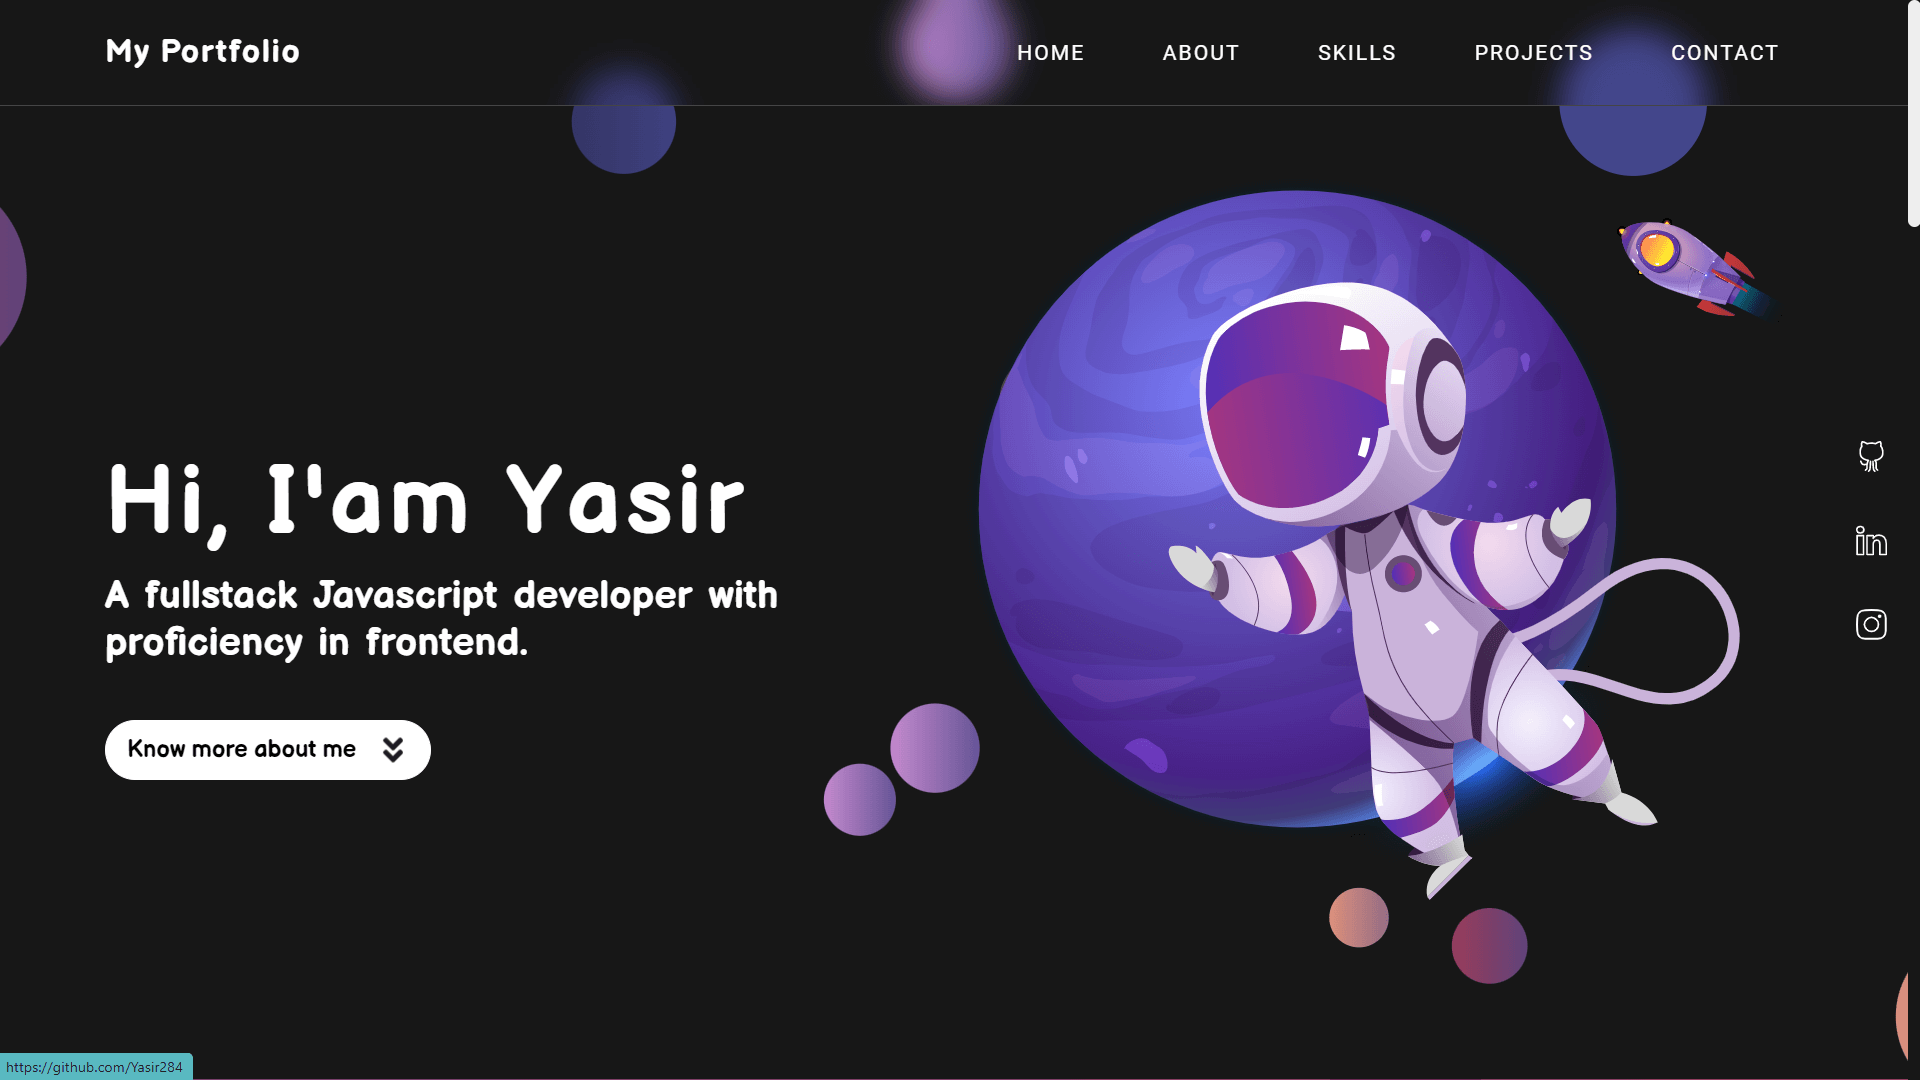 My Portfolio
HOME ABOUT SKILLS PROJECTS CONTACT
Hi, I'am Yasir
A fullstack Javascript developer with
proficiency in frontend.
Know more about me
in
https://github.com/Yasir284